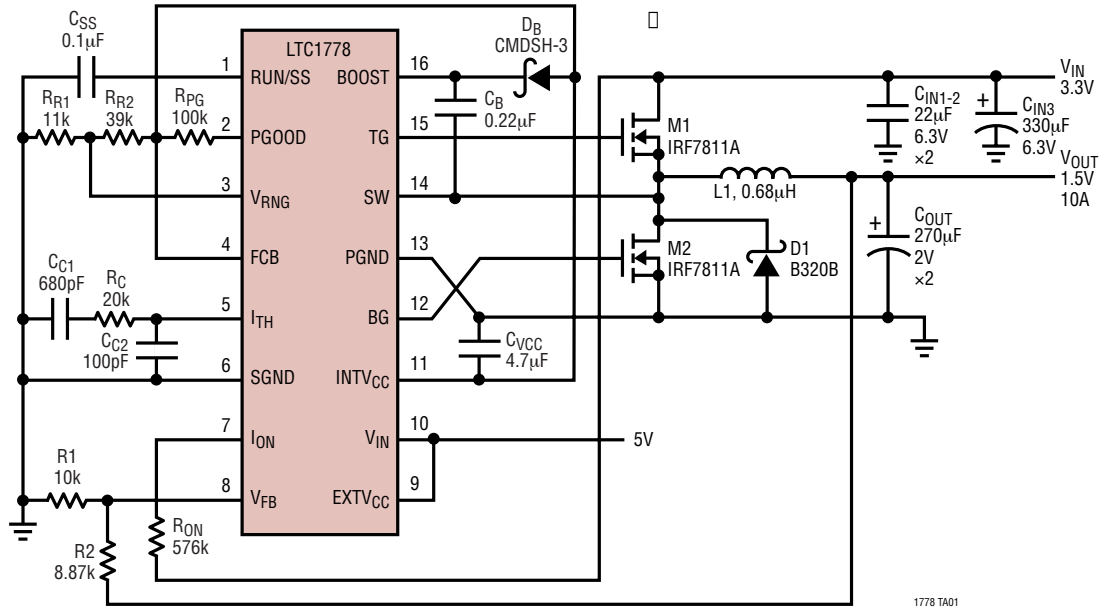 CSS
0.1µF
DB
CMDSH-3
LTC1778
1
RUN/SS
BOOST
16
RR1
11k
RR2
39k
RPG
100k
2
PGOOD
TG
15
CB
0.22µF
M1
IRF7811A
CIN1-2
22µF
6.3V
×2
+
CIN3
330µF
6.3V
VIN
3.3V
3
VRNG
SW
14
L1, 0.68µH
VOUT
1.5V
10A
4
FCB
PGND
13
M2
IRF7811A
D1
B320B
+
COUT
270µF
2V
×2
CC1
680pF
RC
20k
5
ITH
BG
12
CC2
100pF
CVCC
4.7µF
6
SGND
INTVCC
11
7
ION
VIN
10
5V
R1
10k
8
VFB
EXTVCC
9
RON
576k
R2
8.87k
1778 TA01